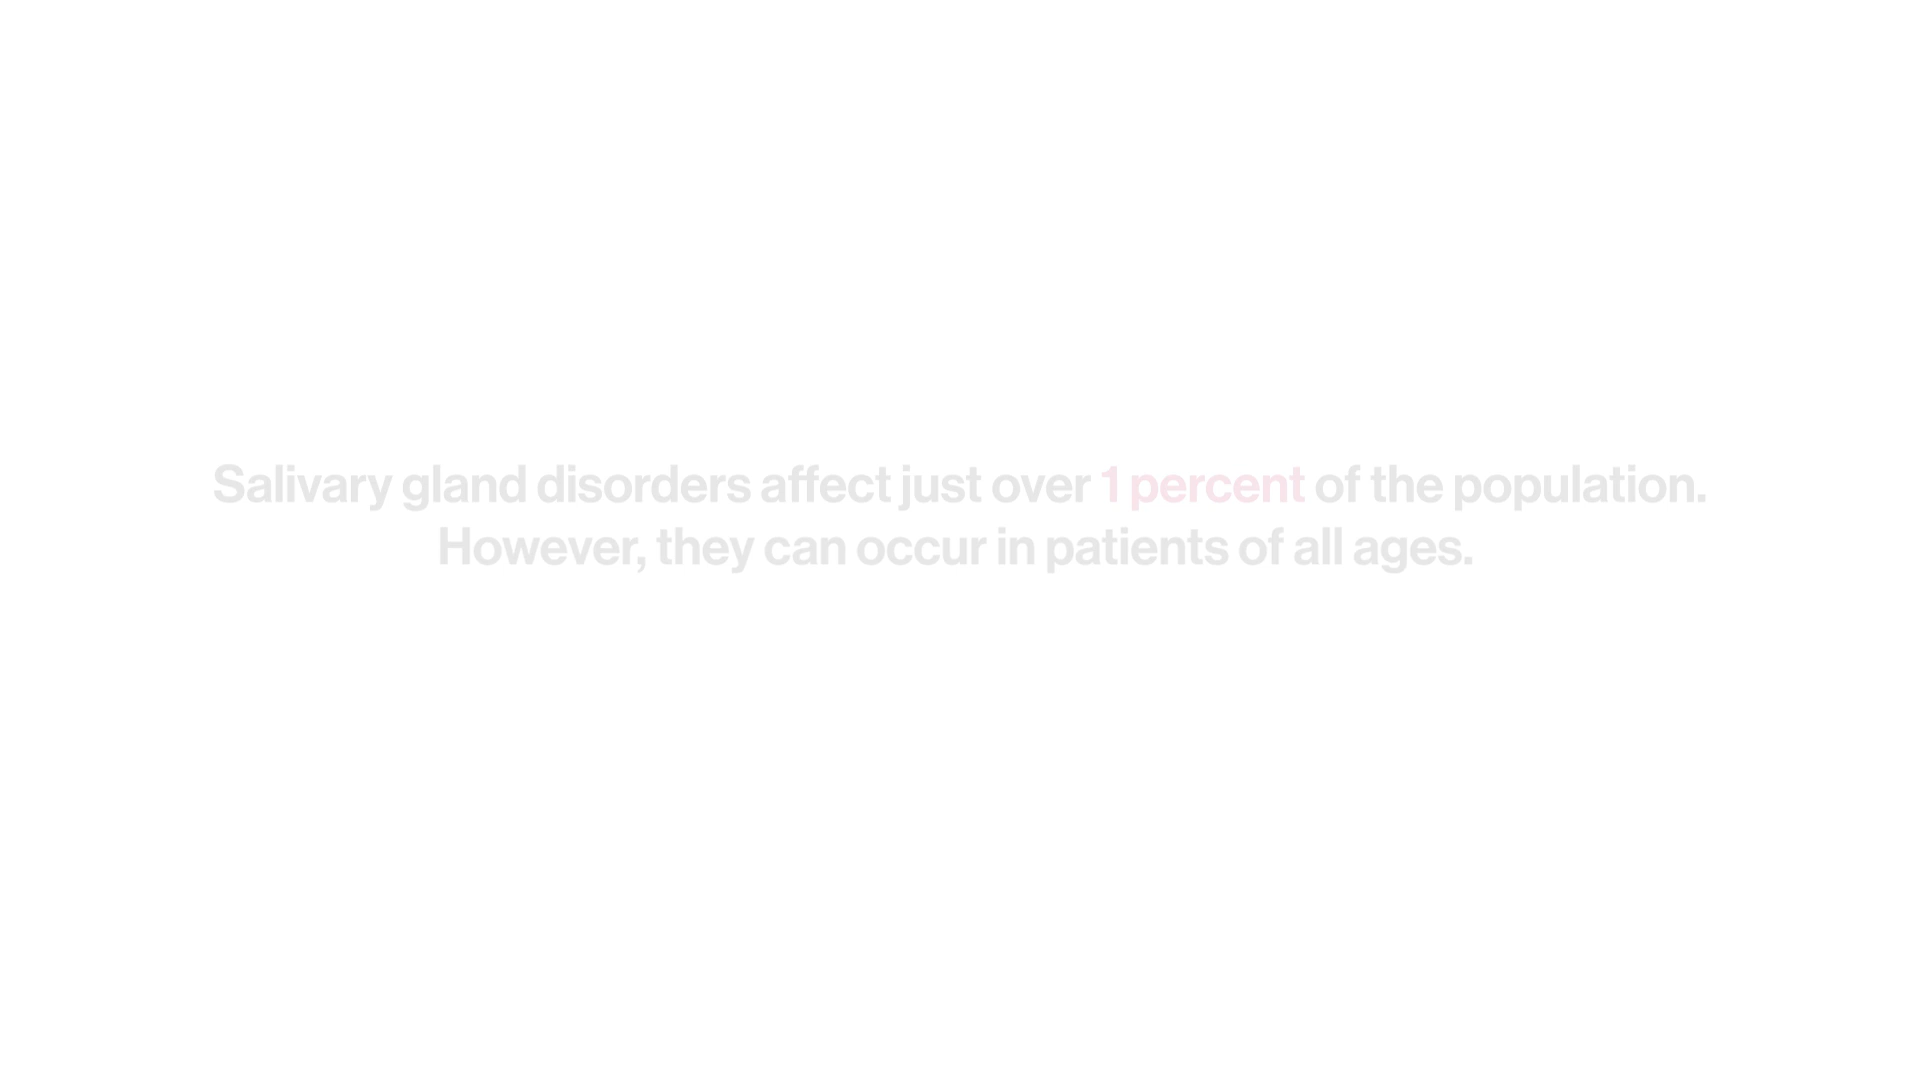 Salivary gland disorders affect just over 1 percent of the population.
However, they can occur in patients of all ages.